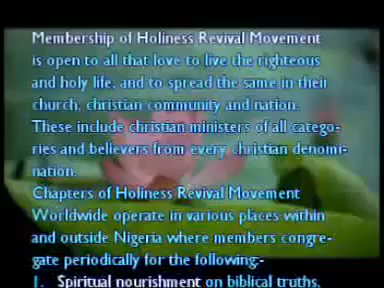 Membership of Holiness Revival Movement
is open to all that love to live the righteous
and holy life, and to spread the same in their
church, christian community and nation.
These include christian ministers of all catego-
ries and believers from every christian denomi-
nation.
Chapters of Holiness Revival Movement
Worldwide operate in various places within
and outside Nigeria where members congre-
gate periodically for the following:-
1. Spiritual nourishment on biblical truths.